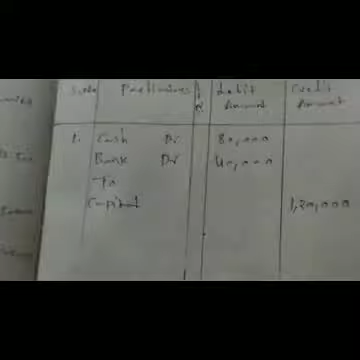 Particulars Debit Credit
Amount Amount
1. Cash Dr 80,000
Bank Dr 40,000
To
Capital 1,20,000